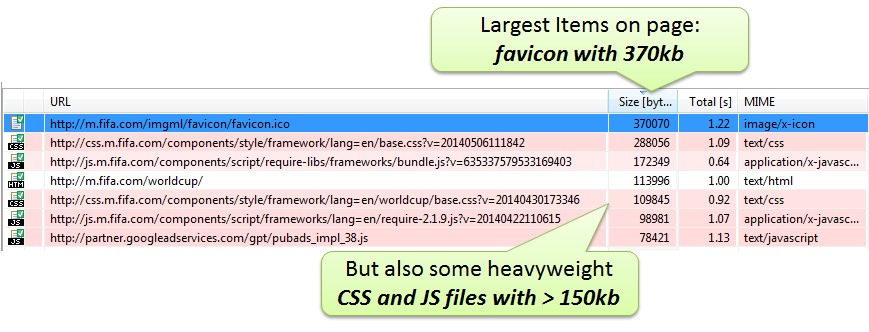 Largest Items on page:
favicon with 370kb
URL Size [byt... Total [s] MIME
http://m.fifa.com/imgml/favicon/favicon.ico 370070 1.22 image/x-icon
CSS http://css.m.fifa.com/components/style/framework/lang=en/base.css?v=20140506111842 288056 1.09 text/css
JS http://js.m.fifa.com/components/script/require-libs/frameworks/bundle.js?v=635337579533169403 172349 0.64 application/x-javasc...
HTM http://m.fifa.com/worldcup/ 113996 1.00 text/html
CSS http://css.m.fifa.com/components/style/framework/lang=en/worldcup/base.css?v=20140430173346 109845 0.92 text/css
JS http://js.m.fifa.com/components/script/frameworks/lang=en/require-2.1.9.js?v=20140422110615 98981 1.07 application/x-javasc...
JS http://partner.googleadservices.com/gpt/pubads_impl_38.js 78421 1.13 text/javascript
But also some heavyweight
CSS and JS files with > 150kb